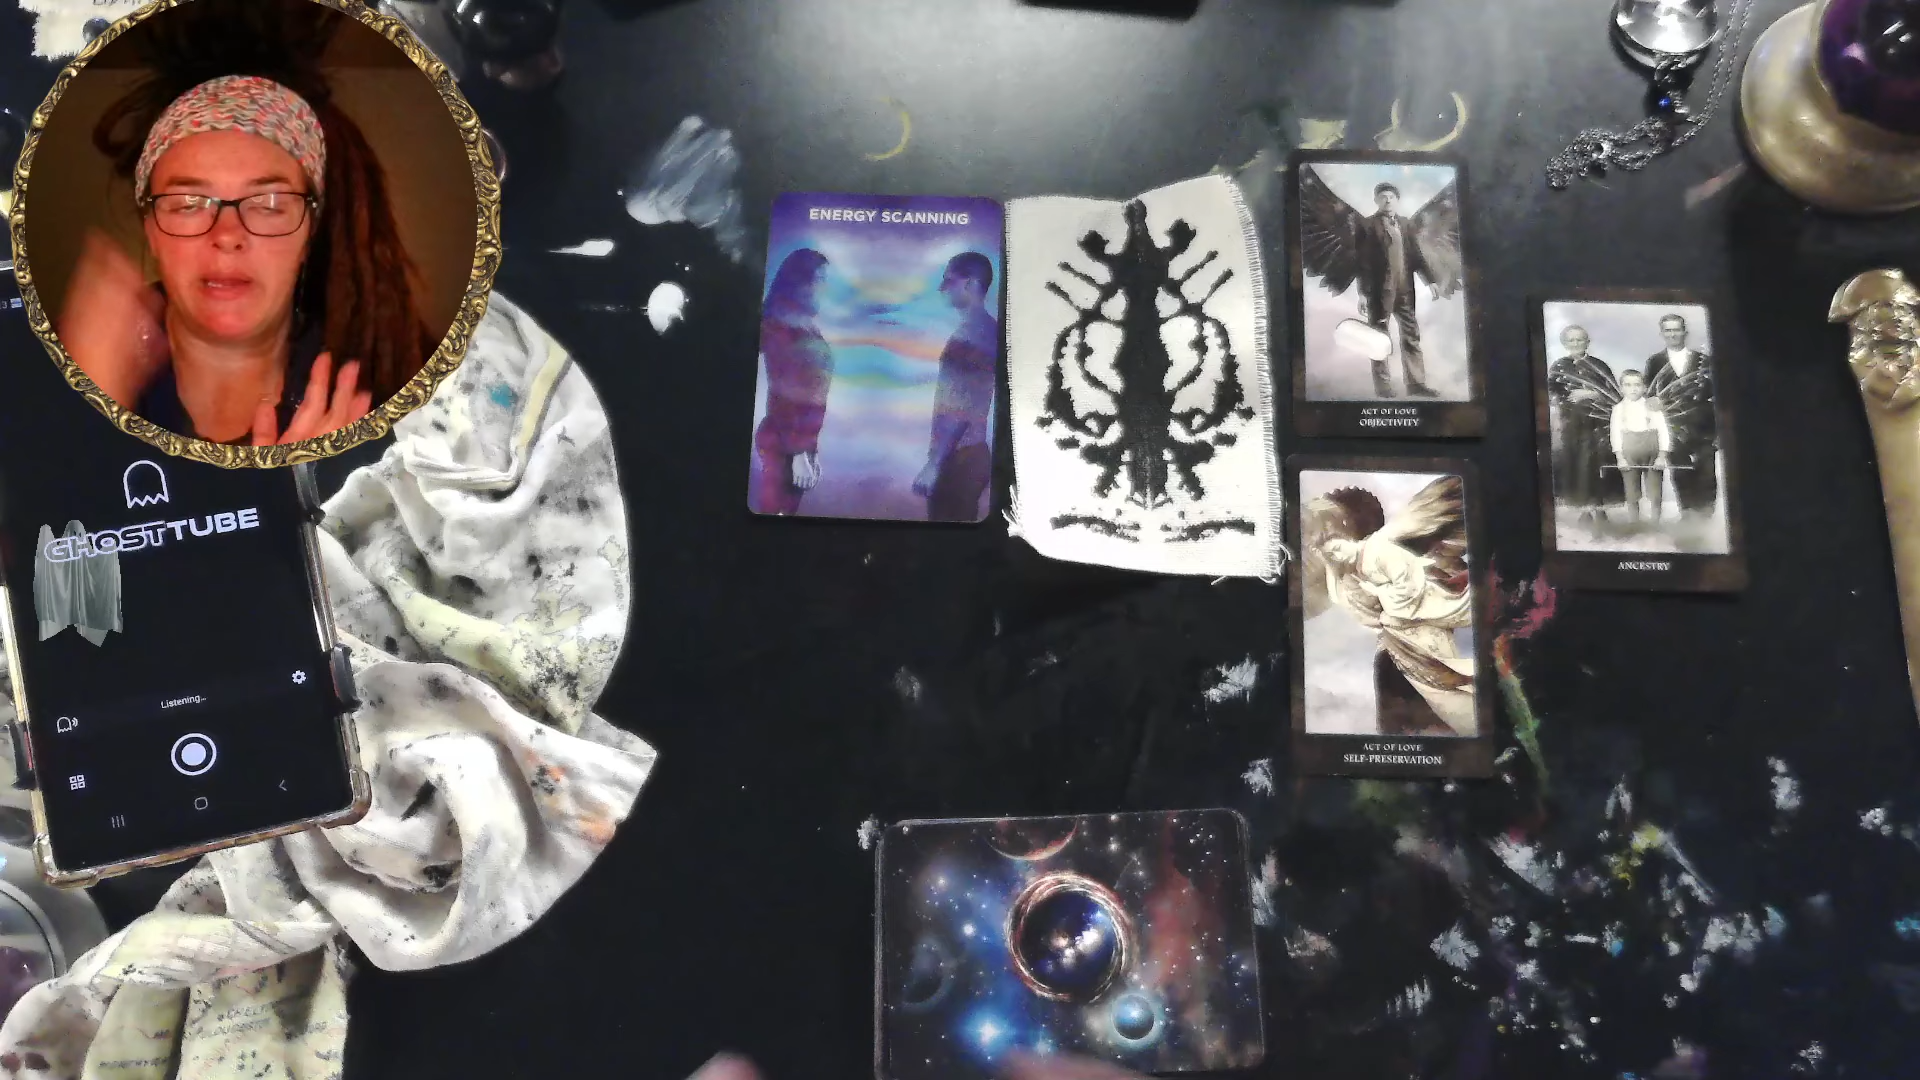 ENERGY SCANNING
ACT OF LOVE
OBJECTIVITY
ANCESTRY
GHOSTTUBE
ACT OF LOVE
SELF-PRESERVATION
Listening...